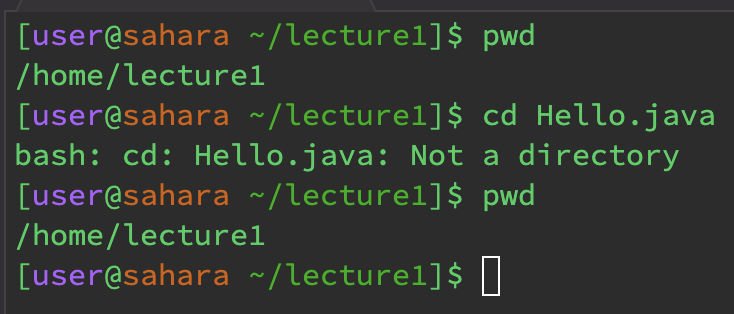 [user@sahara ~/lecture1]$ pwd
/home/lecture1
[user@sahara ~/lecture1]$ cd Hello.java
bash: cd: Hello.java: Not a directory
[user@sahara ~/lecture1]$ pwd
/home/lecture1
[user@sahara ~/lecture1]$